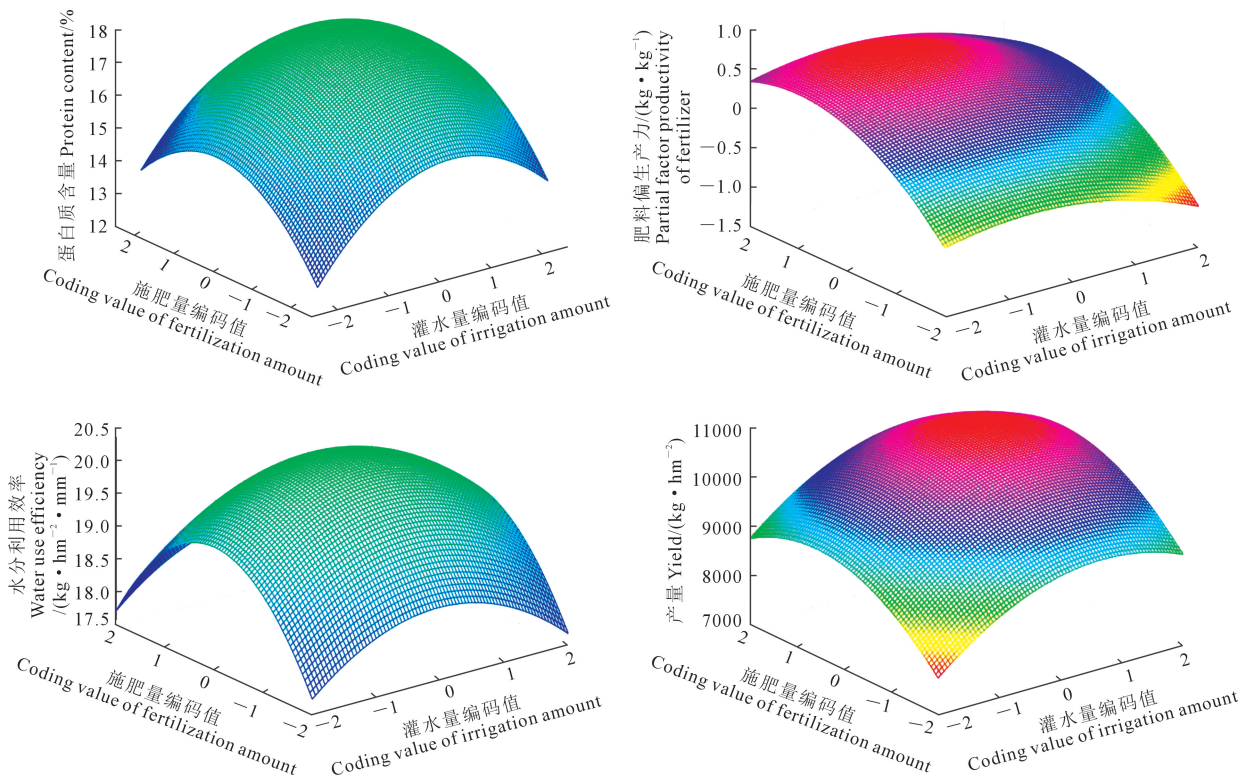 蛋白质含量 Protein content/%
18
17
16
15
14
13
12
2
1
0
−1
−2
施肥量编码值
Coding value of fertilization amount
−2
−1
0
1
2
灌水量编码值
Coding value of irrigation amount
肥料偏生产力/(kg·kg⁻¹)
Partial factor productivity
of fertilizer
1.0
0.5
0
−0.5
−1.0
−1.5
2
1
0
−1
−2
施肥量编码值
Coding value of fertilization amount
−2
−1
0
1
2
灌水量编码值
Coding value of irrigation amount
水分利用效率
Water use efficiency
/(kg·hm⁻²·mm⁻¹)
20.5
20.0
19.5
19.0
18.5
18.0
17.5
2
1
0
−1
−2
施肥量编码值
Coding value of fertilization amount
−2
−1
0
1
2
灌水量编码值
Coding value of irrigation amount
产量 Yield/(kg·hm⁻²)
11000
10000
9000
8000
7000
2
1
0
−1
−2
施肥量编码值
Coding value of fertilization amount
−2
−1
0
1
2
灌水量编码值
Coding value of irrigation amount